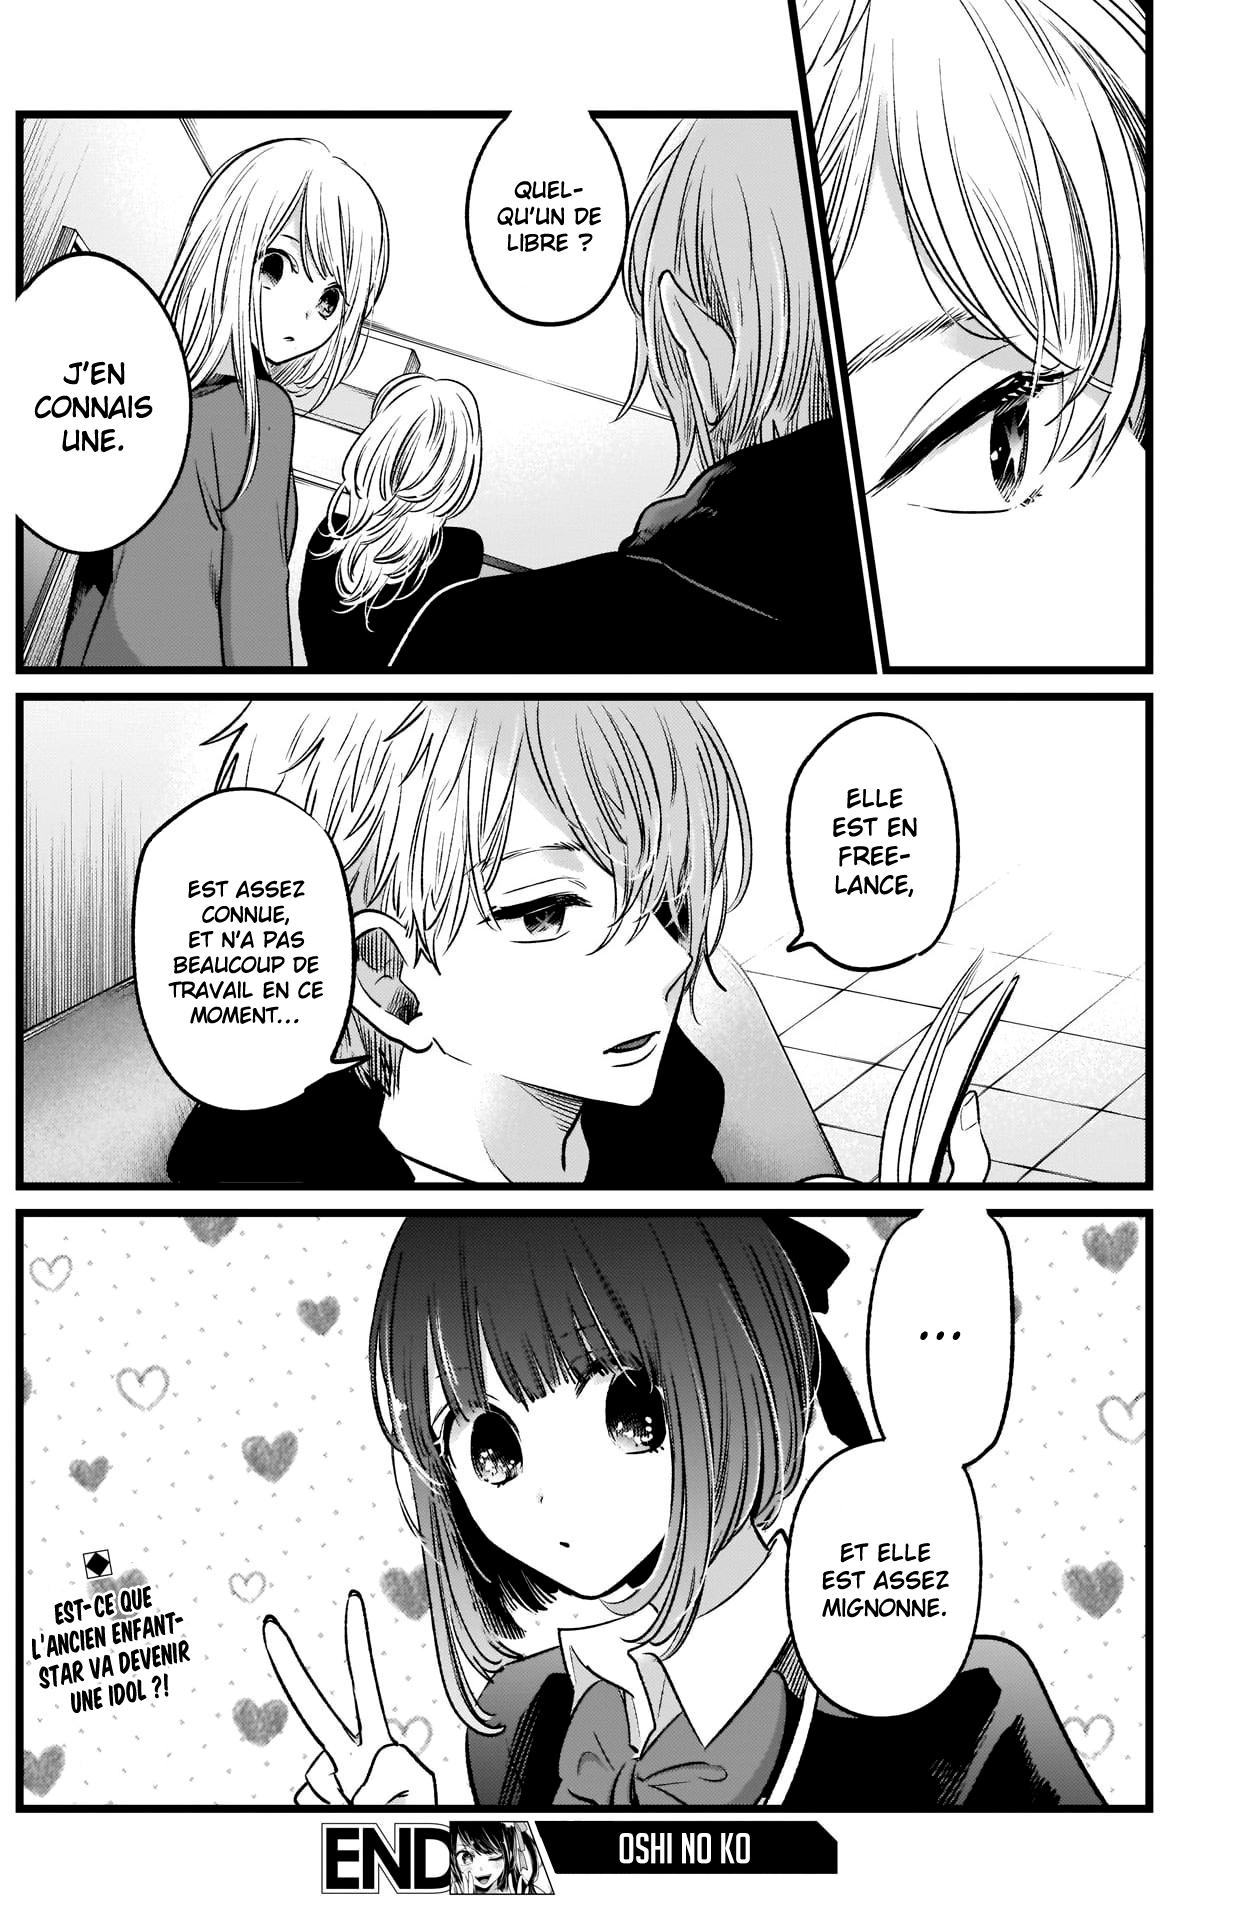 QUEL-
QU'UN DE
LIBRE ?
J'EN
CONNAIS
UNE.
ELLE
EST EN
FREE-
LANCE,
EST ASSEZ
CONNUE,
ET N'A PAS
BEAUCOUP DE
TRAVAIL EN CE
MOMENT...
...
ET ELLE
EST ASSEZ
MIGNONNE.
EST-CE QUE
L'ANCIEN ENFANT-
STAR VA DEVENIR
UNE IDOL ?!
END
OSHI NO KO